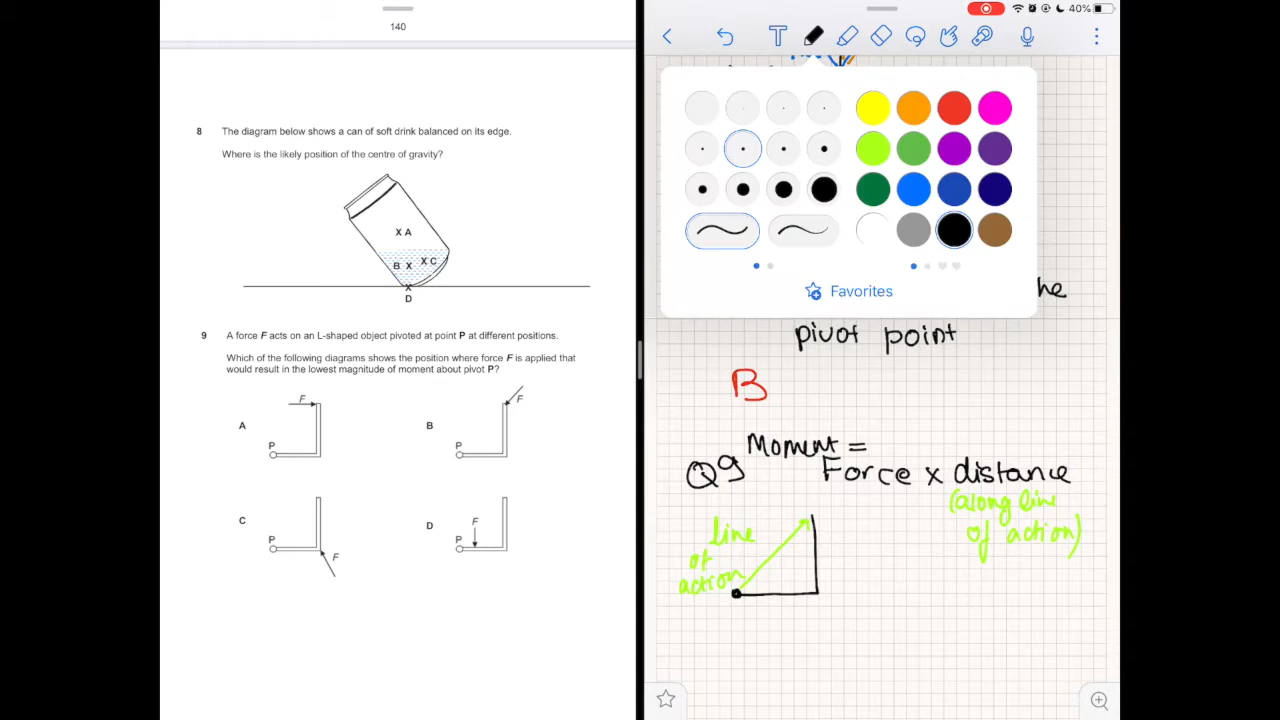 140
8 The diagram below shows a can of soft drink balanced on its edge.
Where is the likely position of the centre of gravity?
X A
B X
X C
X
D
9 A force F acts on an L-shaped object pivoted at point P at different positions.
Which of the following diagrams shows the position where force F is applied that
would result in the lowest magnitude of moment about pivot P?
A
F
P
B
F
P
C
P
F
D
F
P
40%
T
Favorites
he
pivot point
B
Moment =
Q9 Force x distance
(along line
of action)
line
of
action